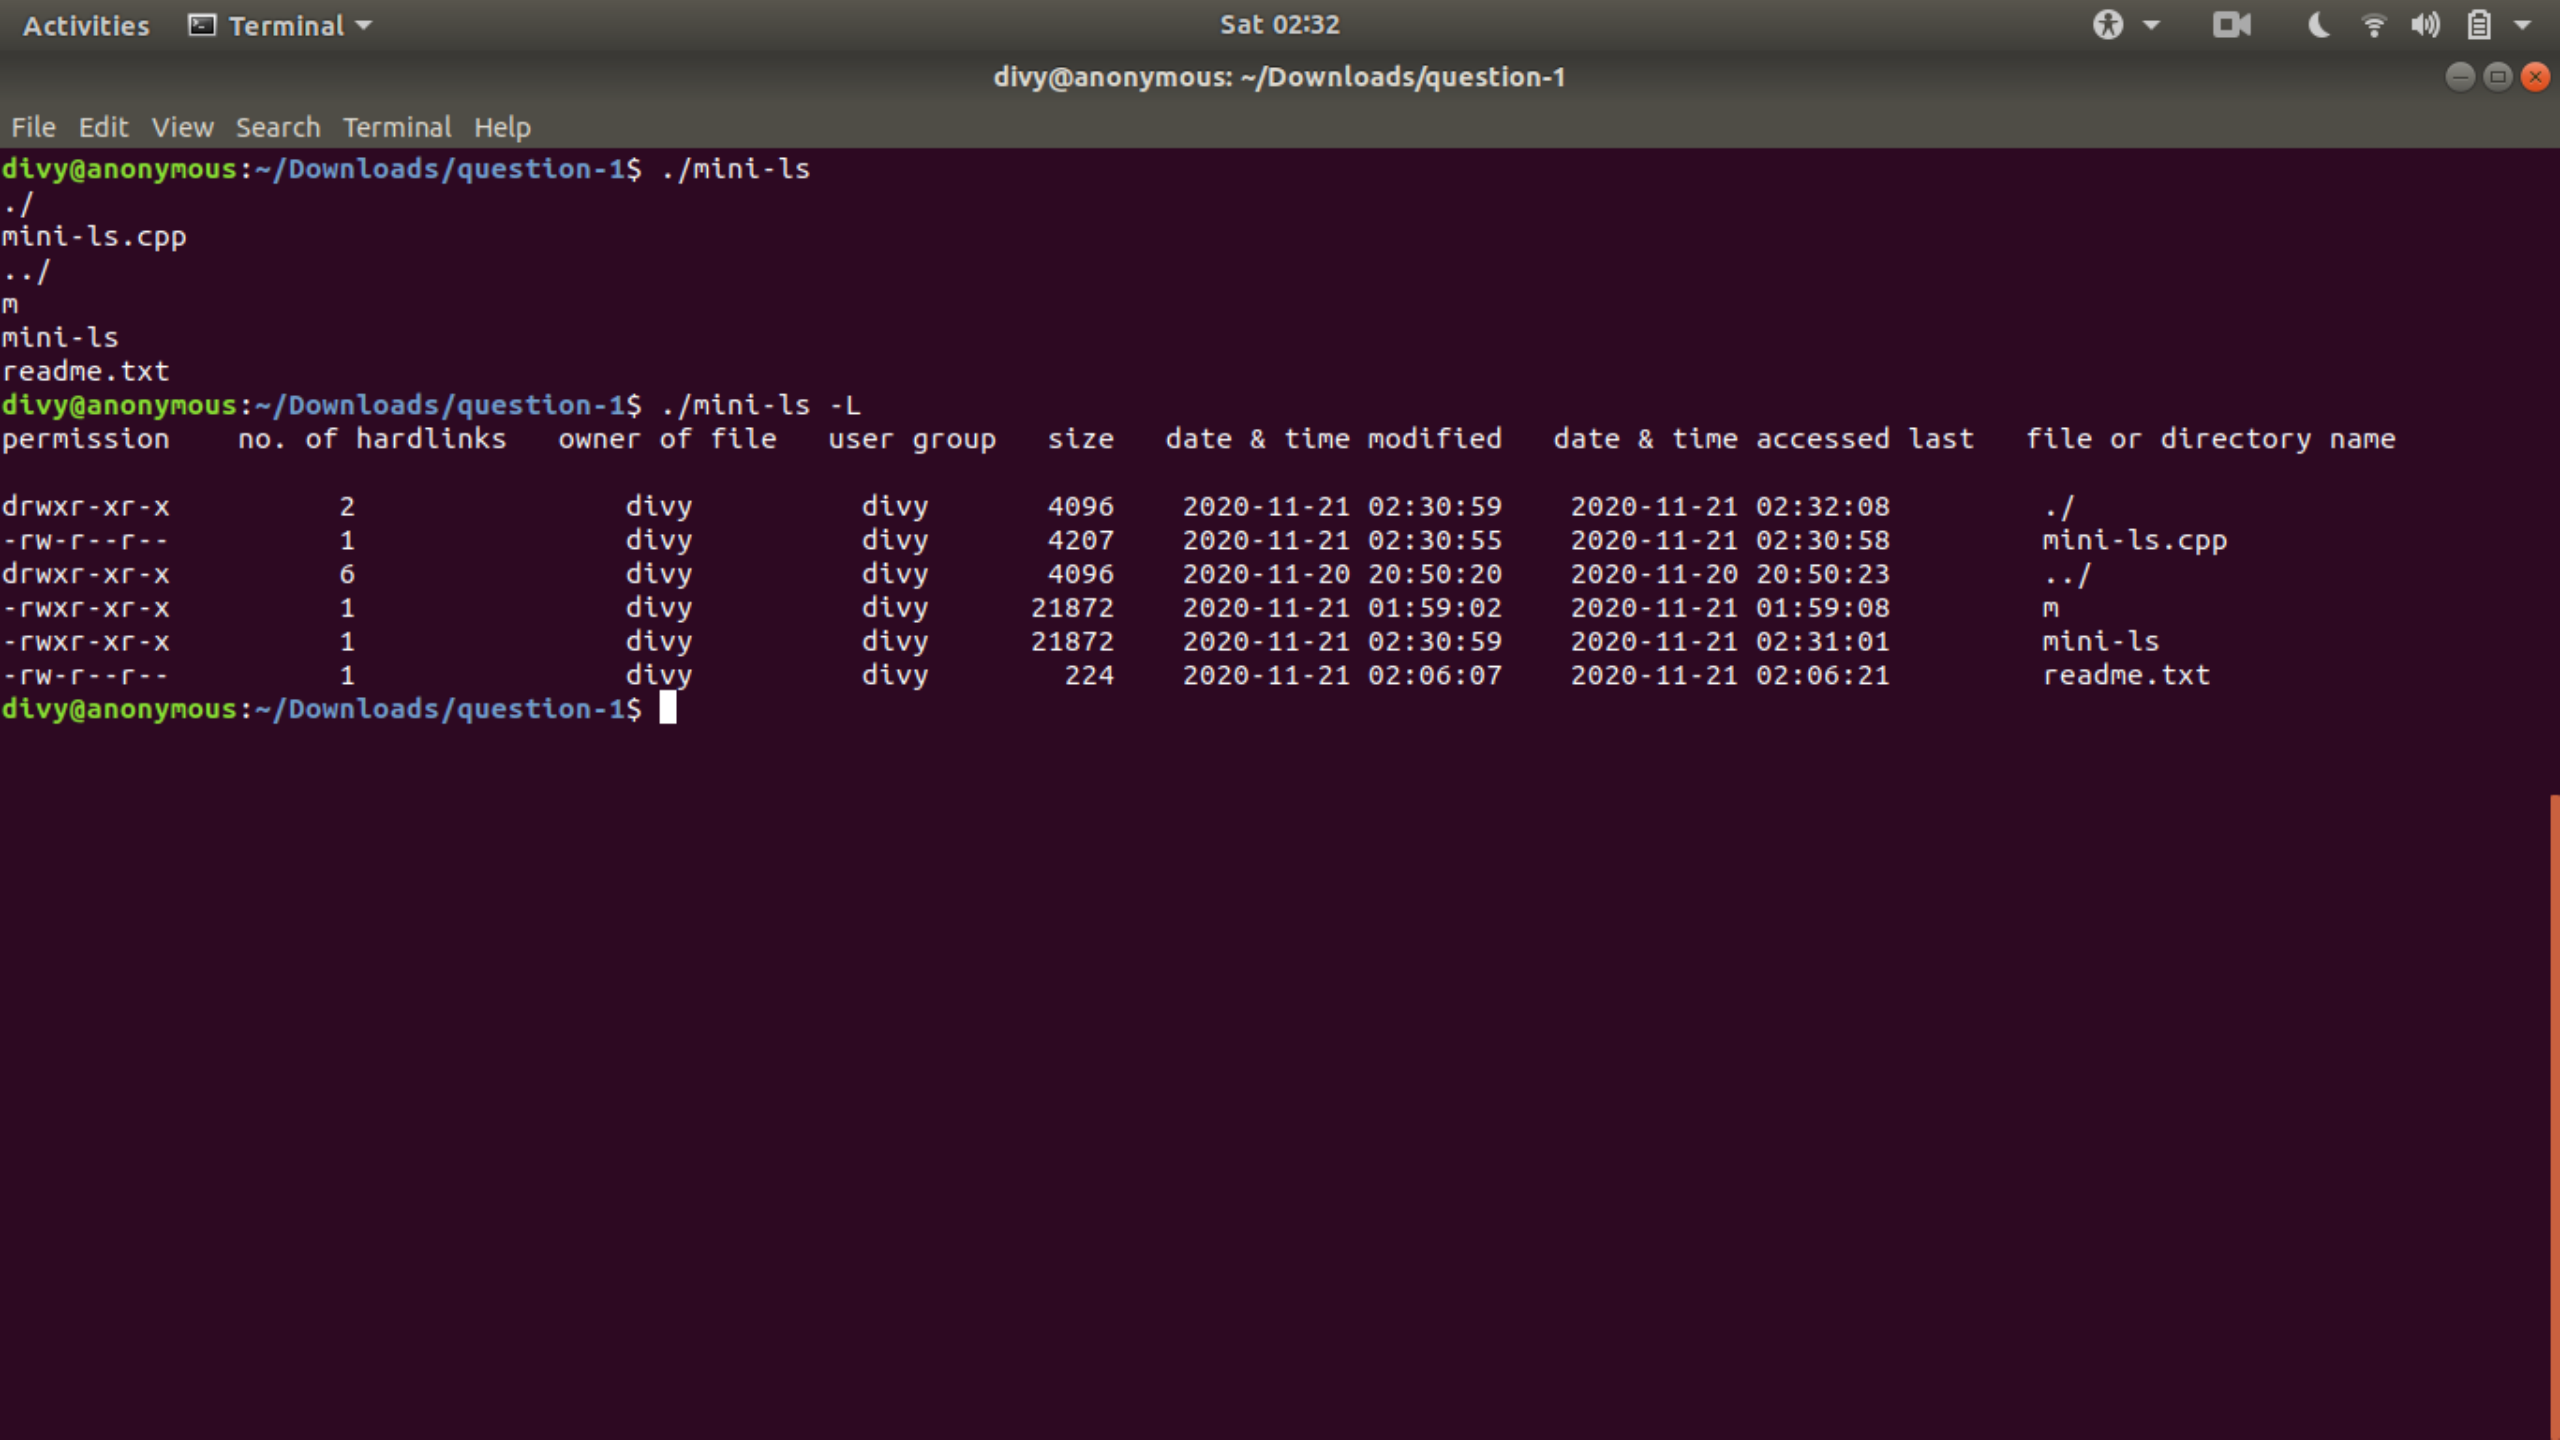 Activities Terminal Sat 02:32
divy@anonymous: ~/Downloads/question-1
File Edit View Search Terminal Help
divy@anonymous:~/Downloads/question-1$ ./mini-ls
./
mini-ls.cpp
../
m
mini-ls
readme.txt
divy@anonymous:~/Downloads/question-1$ ./mini-ls -L
permission no. of hardlinks owner of file user group size date & time modified date & time accessed last file or directory name
drwxr-xr-x 2 divy divy 4096 2020-11-21 02:30:59 2020-11-21 02:32:08 ./
-rw-r--r-- 1 divy divy 4207 2020-11-21 02:30:55 2020-11-21 02:30:58 mini-ls.cpp
drwxr-xr-x 6 divy divy 4096 2020-11-20 20:50:20 2020-11-20 20:50:23 ../
-rwxr-xr-x 1 divy divy 21872 2020-11-21 01:59:02 2020-11-21 01:59:08 m
-rwxr-xr-x 1 divy divy 21872 2020-11-21 02:30:59 2020-11-21 02:31:01 mini-ls
-rw-r--r-- 1 divy divy 224 2020-11-21 02:06:07 2020-11-21 02:06:21 readme.txt
divy@anonymous:~/Downloads/question-1$